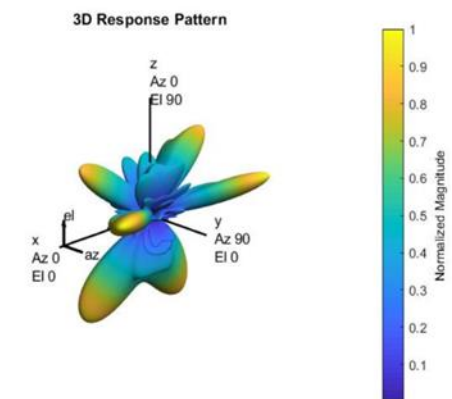 3D Response Pattern
z
Az 0
El 90
el
x
Az 0
El 0
az
y
Az 90
El 0
1
0.9
0.8
0.7
0.6
0.5
0.4
0.3
0.2
0.1
Normalized Magnitude